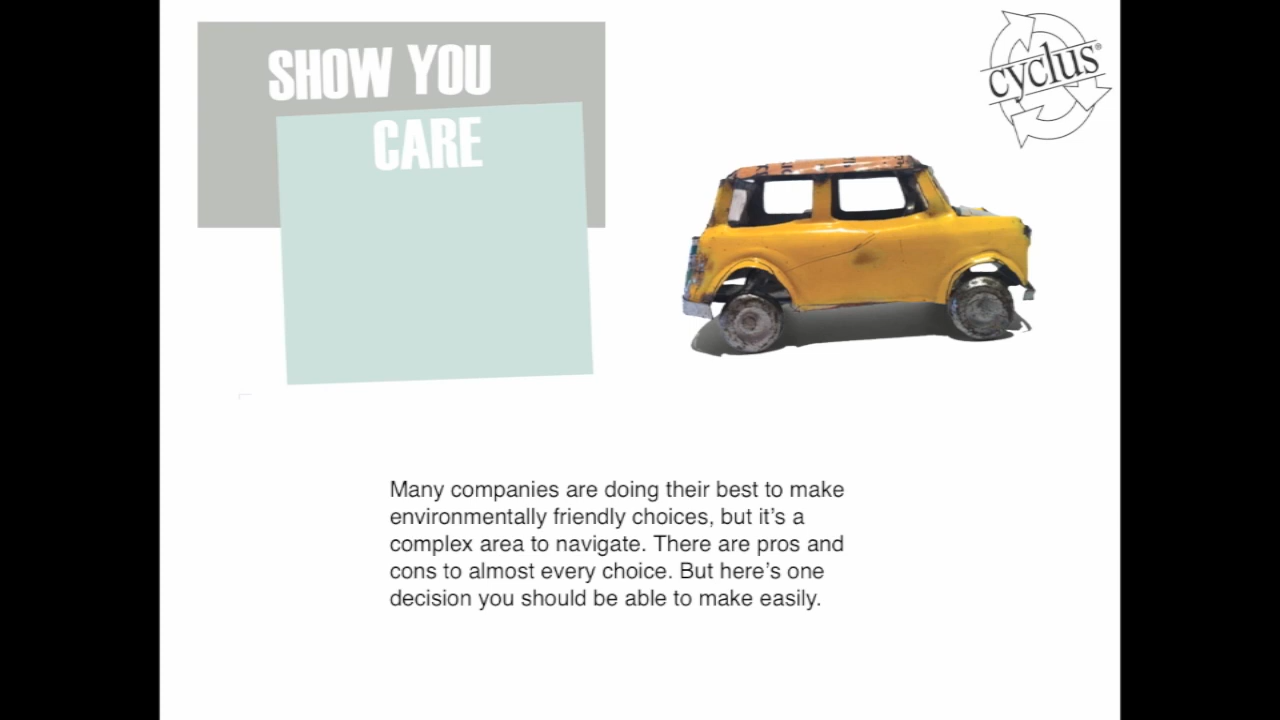 SHOW YOU
CARE
cyclus®
Many companies are doing their best to make
environmentally friendly choices, but it’s a
complex area to navigate. There are pros and
cons to almost every choice. But here’s one
decision you should be able to make easily.